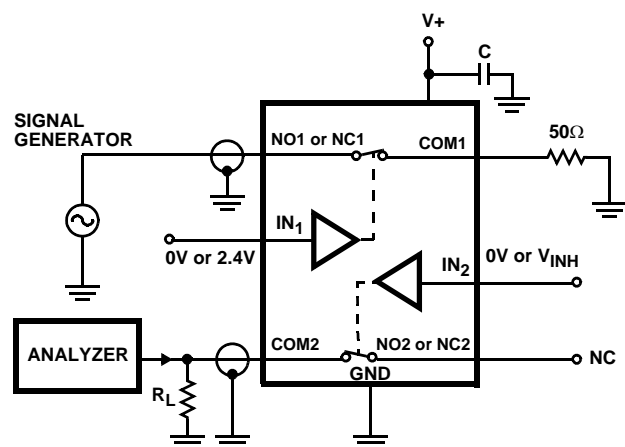 V+
C
SIGNAL
GENERATOR
NO1 or NC1
COM1
50Ω
IN1
0V or 2.4V
IN2
0V or VINH
ANALYZER
COM2
NO2 or NC2
NC
GND
RL